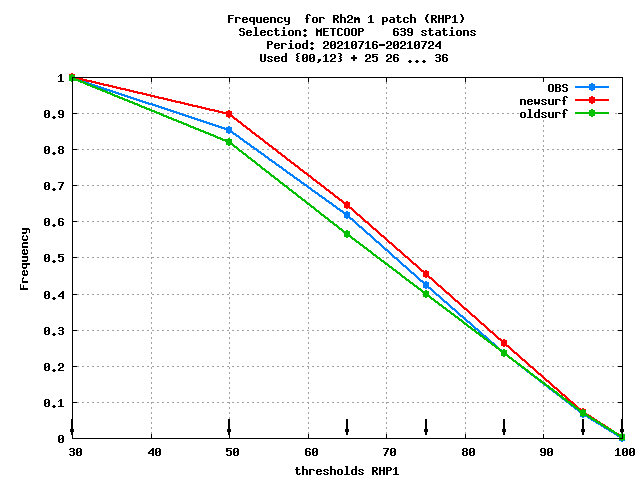 Frequency  for Rh2m 1 patch (RHP1)
Selection: METCOOP    639 stations
Period: 20210716-20210724
Used {00,12} + 25 26 ... 36
OBS
newsurf
oldsurf
1
0.9
0.8
0.7
0.6
0.5
0.4
0.3
0.2
0.1
0
Frequency
30 40 50 60 70 80 90 100
thresholds RHP1